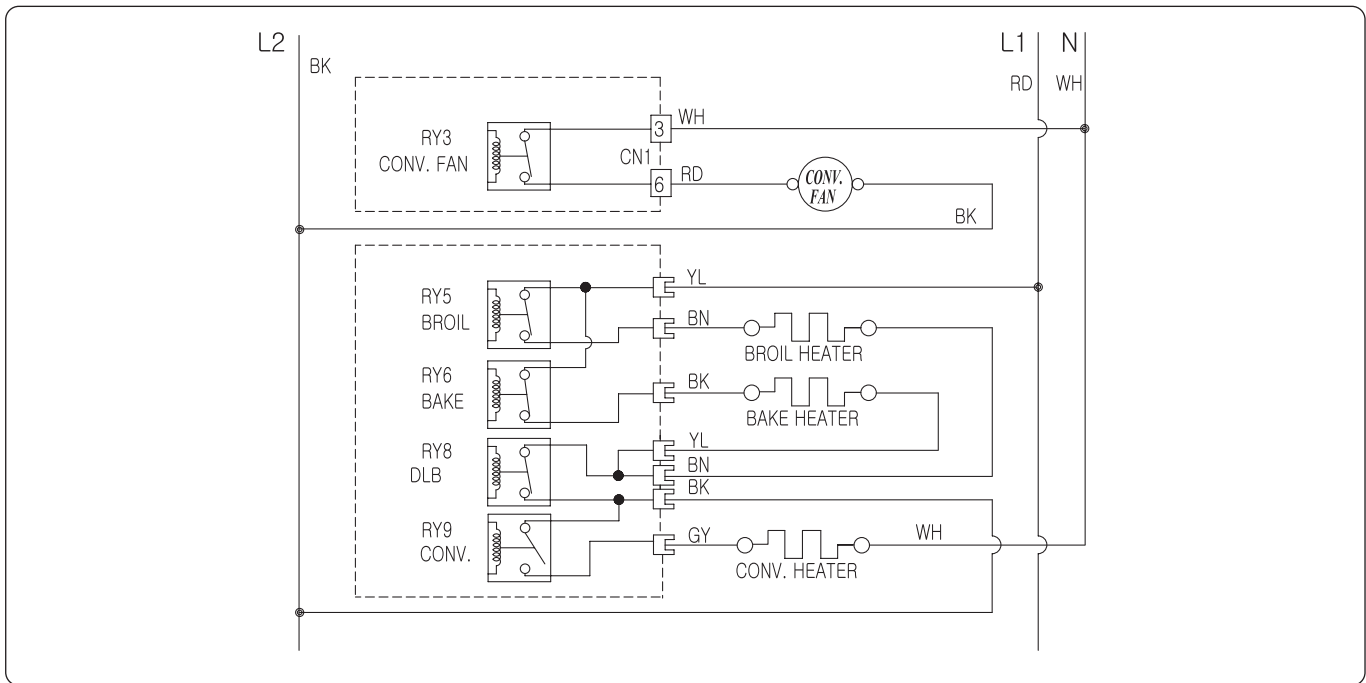 L2
L1
N
BK
RD
WH
RY3
CONV. FAN
CN1
3
WH
6
RD
CONV.
FAN
BK
RY5
BROIL
YL
BN
BROIL HEATER
RY6
BAKE
BK
BAKE HEATER
RY8
DLB
YL
BN
BK
RY9
CONV.
GY
WH
CONV. HEATER